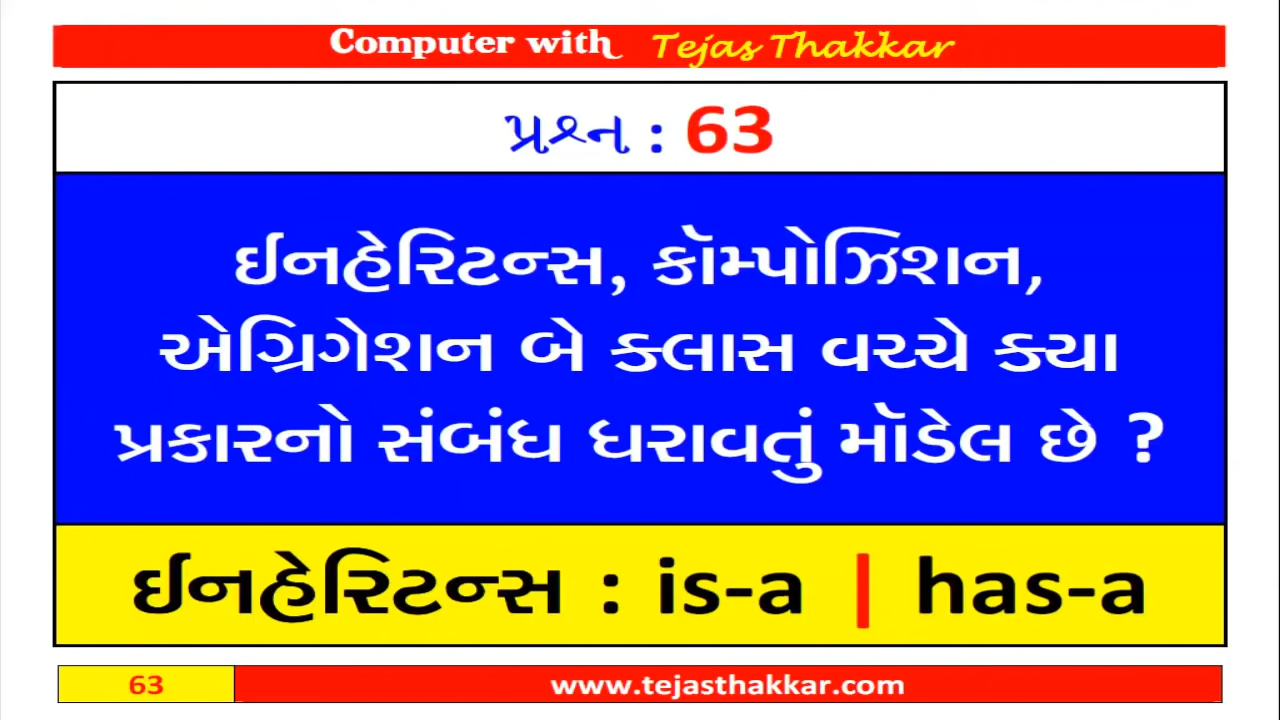 Computer with Tejas Thakkar
પ્રશ્ન : 63
ઈનહેરિટન્સ, કૉમ્પોઝિશન,
એગ્રિગેશન બે ક્લાસ વચ્ચે ક્યા
પ્રકારનો સંબંધ ધરાવતું મૉડેલ છે ?
ઈનહેરિટન્સ : is-a | has-a
63 www.tejasthakkar.com